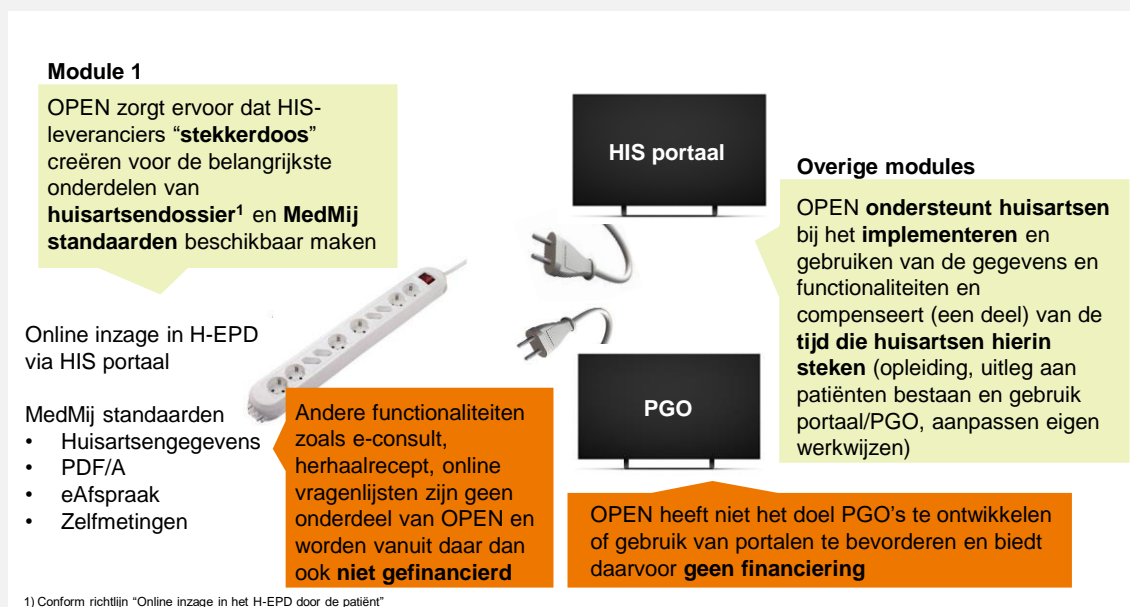 Module 1
OPEN zorgt ervoor dat HIS-
leveranciers “stekkerdoos”
creëren voor de belangrijkste
onderdelen van
huisartsendossier¹ en MedMij
standaarden beschikbaar maken
Online inzage in H-EPD
via HIS portaal
MedMij standaarden
• Huisartsengegevens
• PDF/A
• eAfspraak
• Zelfmetingen
Andere functionaliteiten
zoals e-consult,
herhaalrecept, online
vragenlijsten zijn geen
onderdeel van OPEN en
worden vanuit daar dan
ook niet gefinancierd
HIS portaal
PGO
Overige modules
OPEN ondersteunt huisartsen
bij het implementeren en
gebruiken van de gegevens en
functionaliteiten en
compenseert (een deel) van de
tijd die huisartsen hierin
steken (opleiding, uitleg aan
patiënten bestaan en gebruik
portaal/PGO, aanpassen eigen
werkwijzen)
OPEN heeft niet het doel PGO’s te ontwikkelen
of gebruik van portalen te bevorderen en biedt
daarvoor geen financiering
1) Conform richtlijn “Online inzage in het H-EPD door de patiënt”